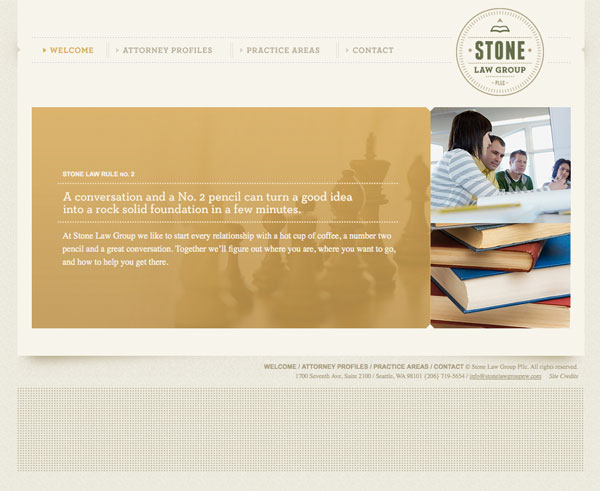 WELCOME
ATTORNEY PROFILES
PRACTICE AREAS
CONTACT
STONE
LAW GROUP
PLLC
STONE LAW RULE NO. 2
A conversation and a No. 2 pencil can turn a good idea
into a rock solid foundation in a few minutes.
At Stone Law Group we like to start every relationship with a hot cup of coffee, a number two
pencil and a great conversation. Together we'll figure out where you are, where you want to go,
and how to help you get there.
WELCOME / ATTORNEY PROFILES / PRACTICE AREAS / CONTACT © Stone Law Group Pllc. All rights reserved.
1700 Seventh Ave, Suite 2100 / Seattle, WA 98101 (206) 719-5654 / info@stonelawgroupnw.com Site Credits